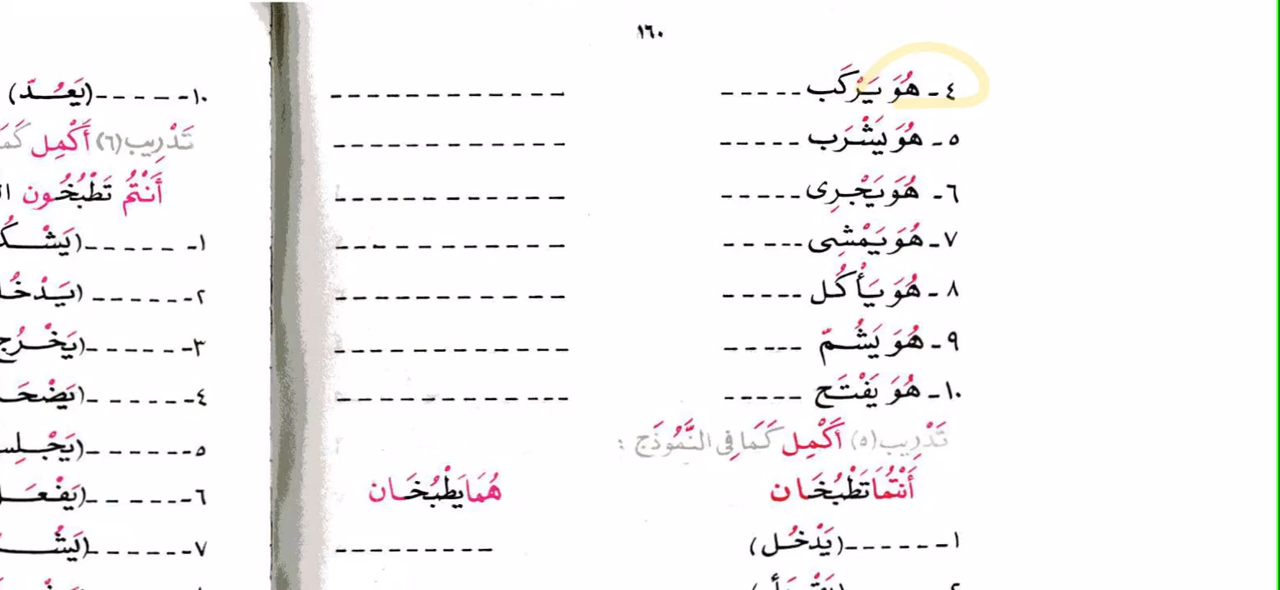 ١٦٠
٤ - هُوَ يَرْكَب -----
٥ - هُوَ يَشْرَب -----
٦ - هُوَ يَجْرِى -----
٧ - هُوَ يَمْشِى -----
٨ - هُوَ يَأْكُل -----
٩ - هُوَ يَشُمّ -----
١٠ - هُوَ يَفْتَح -----
تَدْرِيب (٥) أَكْمِل كَمَا فِى النَّمُوذَج :
أَنْتُمَا تَطْبُخَان هُمَا يَطْبُخَان
١ - ------ (يَدْخُل) ---------
١٠ - ----- (يَعُدّ)
تَدْرِيب (٦) أَكْمِل
أَنْتُمْ تَطْبُخُون
١ - ------
٢ - ------
٣ - ------
٤ - ------
٥ - ------
٦ - ------
٧ - ------